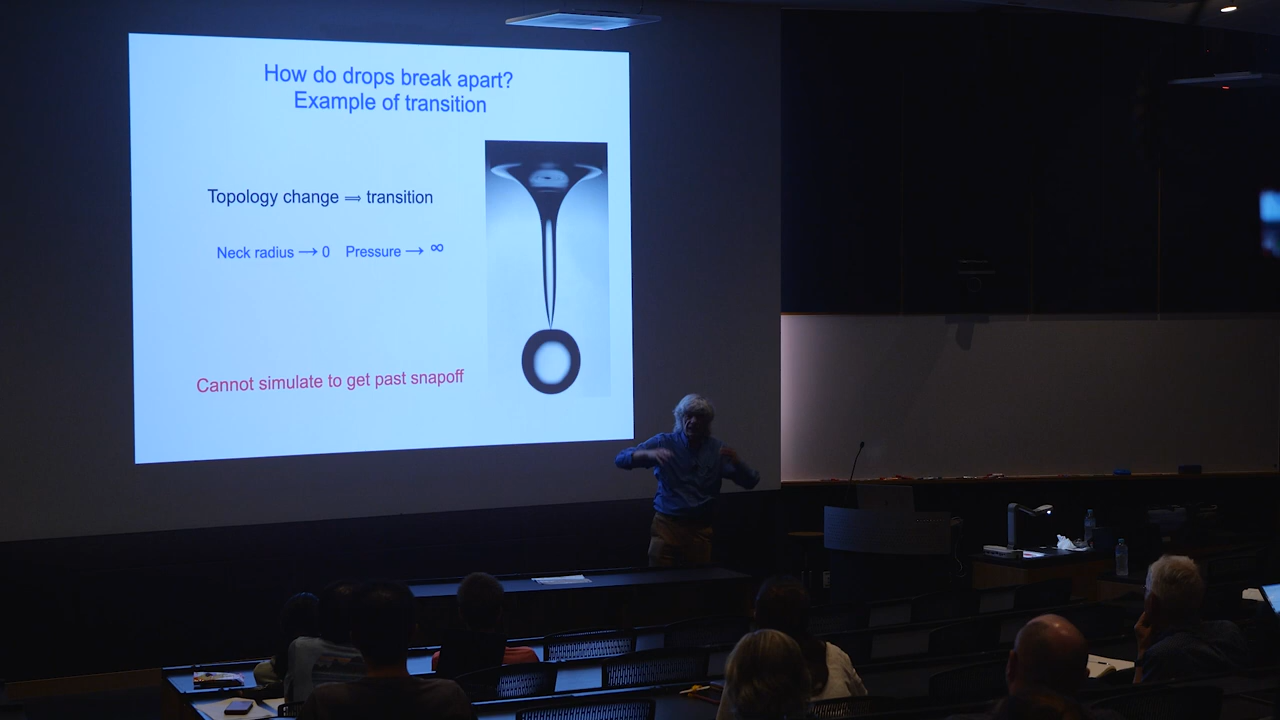 How do drops break apart?
Example of transition
Topology change ⟹ transition
Neck radius → 0 Pressure → ∞
Cannot simulate to get past snapoff